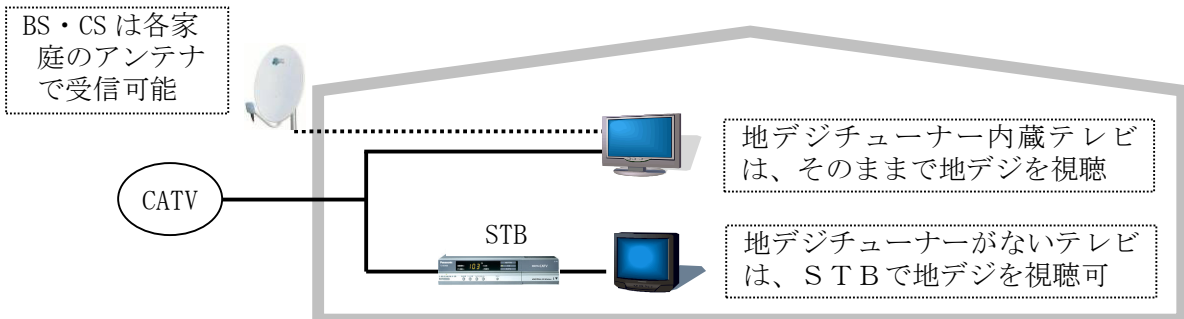 BS・CS は各家
庭のアンテナ
で受信可能
地デジチューナー内蔵テレビ
は、そのままで地デジを視聴
CATV
STB
地デジチューナーがないテレビ
は、ＳＴＢで地デジを視聴可